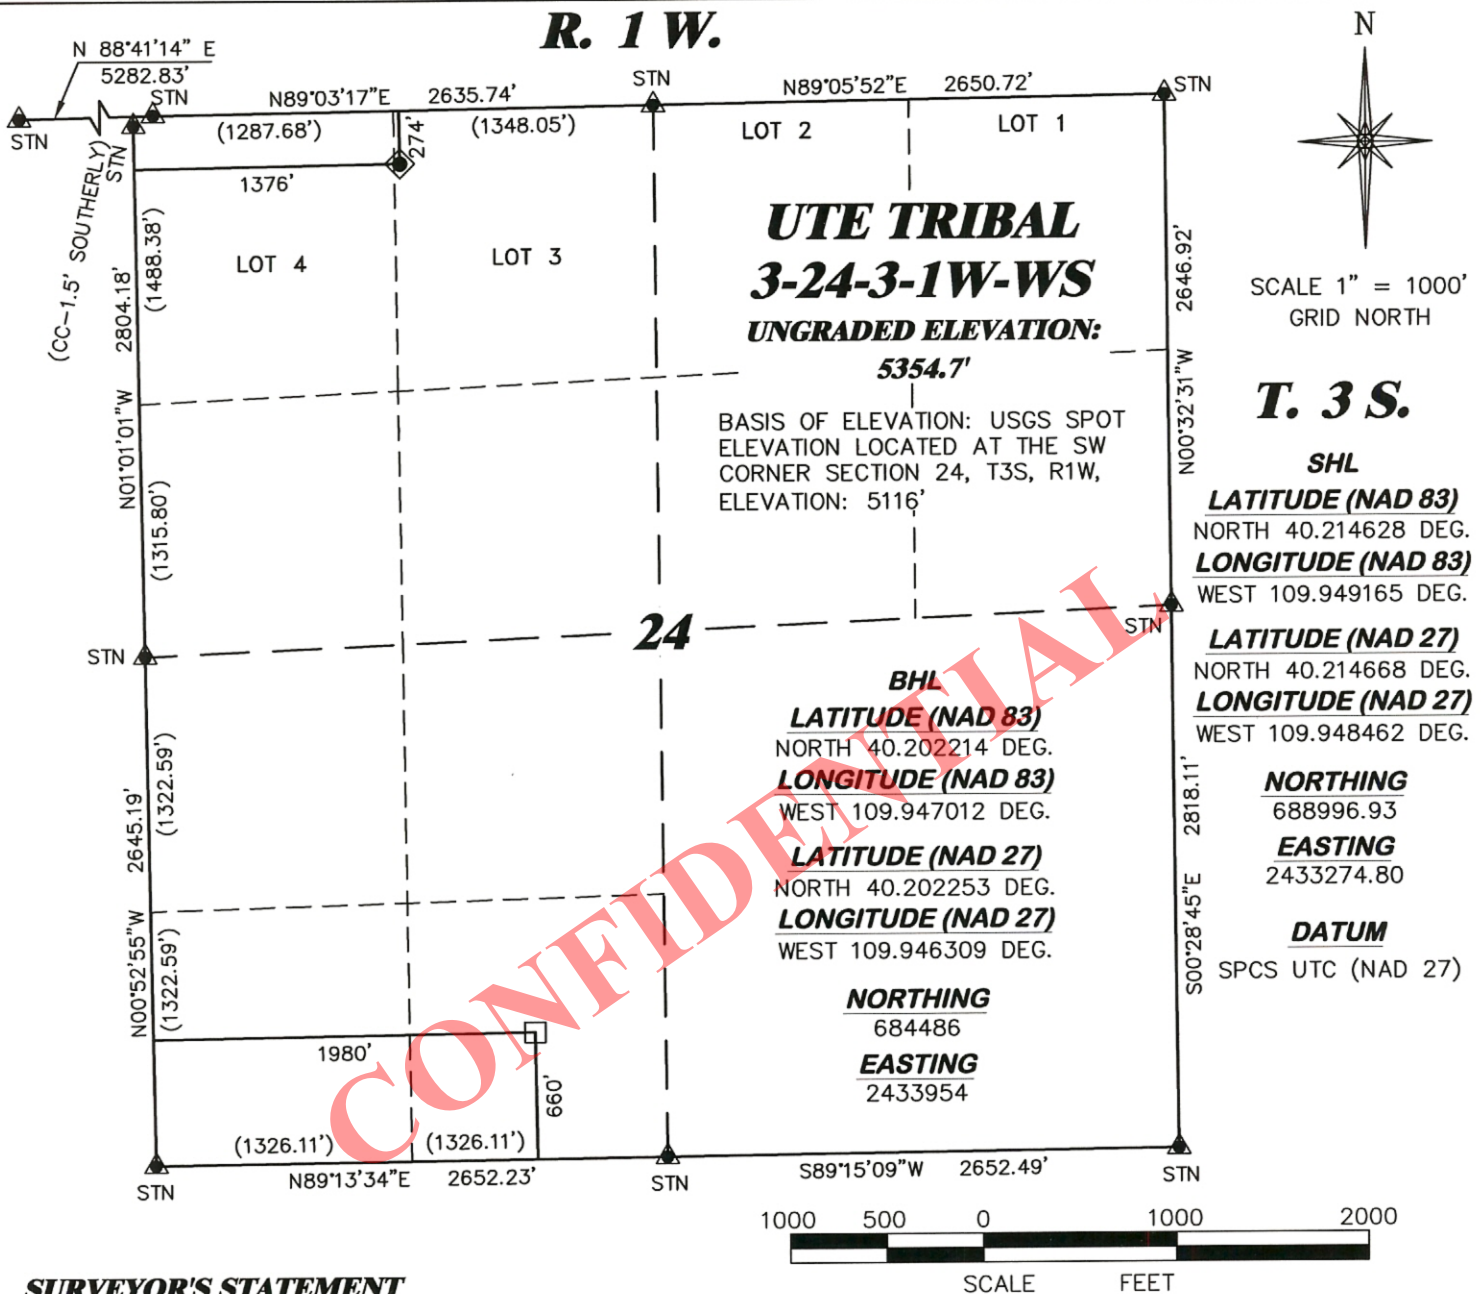 R. 1 W.
N 88°41'14" E
5282.83'
STN
STN
STN
(CC-1.5' SOUTHERLY)
N89°03'17"E 2635.74'
(1287.68') (1348.05')
274'
1376'
STN
N89°05'52"E 2650.72'
STN
LOT 2
LOT 1
LOT 4
LOT 3
N
SCALE 1" = 1000'
GRID NORTH
UTE TRIBAL
3-24-3-1W-WS
UNGRADED ELEVATION:
5354.7'
BASIS OF ELEVATION: USGS SPOT
ELEVATION LOCATED AT THE SW
CORNER SECTION 24, T3S, R1W,
ELEVATION: 5116'
N01°01'01"W 2804.18'
(1488.38')
(1315.80')
N00°32'31"W 2646.92'
T. 3 S.
SHL
LATITUDE (NAD 83)
NORTH 40.214628 DEG.
LONGITUDE (NAD 83)
WEST 109.949165 DEG.
LATITUDE (NAD 27)
NORTH 40.214668 DEG.
LONGITUDE (NAD 27)
WEST 109.948462 DEG.
NORTHING
688996.93
EASTING
2433274.80
DATUM
SPCS UTC (NAD 27)
STN
24
STN
BHL
LATITUDE (NAD 83)
NORTH 40.202214 DEG.
LONGITUDE (NAD 83)
WEST 109.947012 DEG.
LATITUDE (NAD 27)
NORTH 40.202253 DEG.
LONGITUDE (NAD 27)
WEST 109.946309 DEG.
NORTHING
684486
EASTING
2433954
CONFIDENTIAL
N00°52'55"W 2645.19'
(1322.59')
(1322.59')
S00°28'45"E 2818.11'
1980'
660'
(1326.11') (1326.11')
STN
N89°13'34"E 2652.23'
STN
S89°15'09"W 2652.49'
STN
1000 500 0 1000 2000
SCALE FEET
SURVEYOR'S STATEMENT